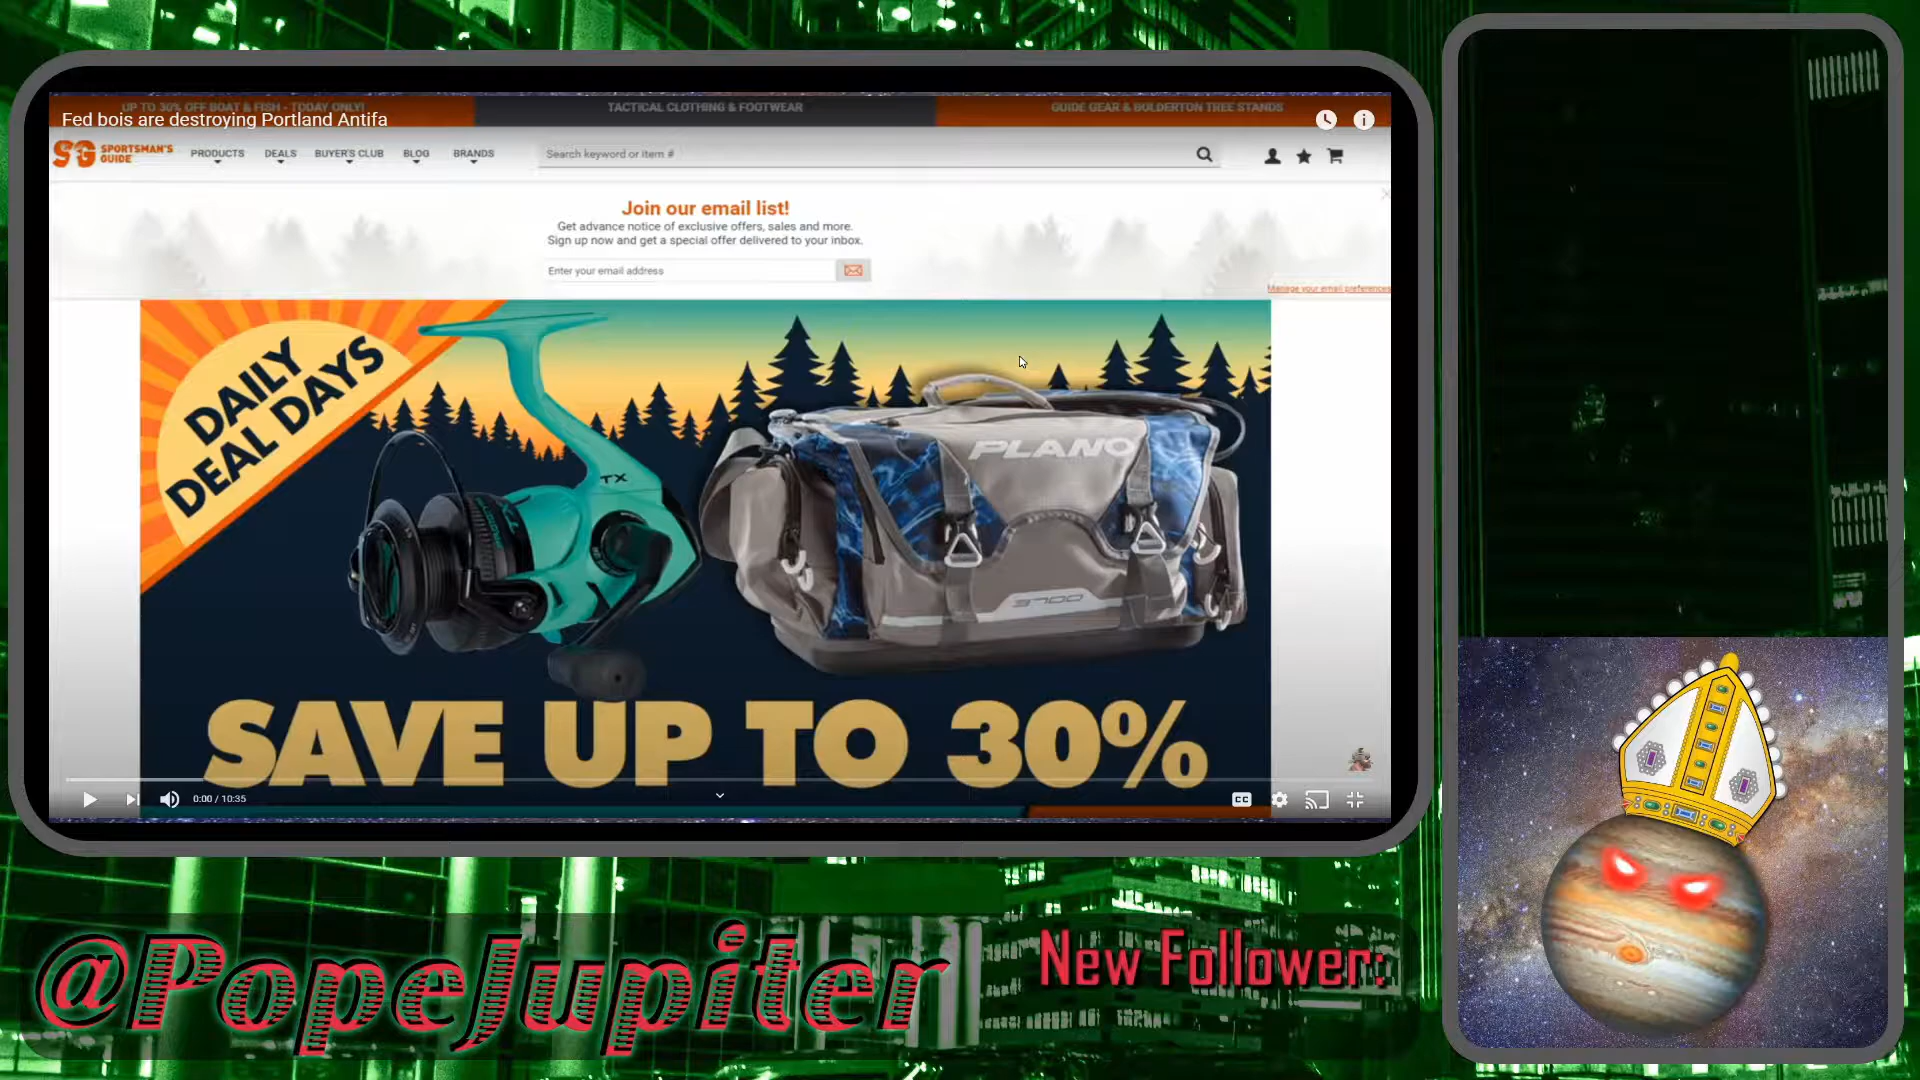 UP TO 30% OFF BOAT & FISH - TODAY ONLY!
TACTICAL CLOTHING & FOOTWEAR
GUIDE GEAR & BOLDERTON TREE STANDS
Fed bois are destroying Portland Antifa
SG SPORTSMAN'S GUIDE
PRODUCTS DEALS BUYER'S CLUB BLOG BRANDS
Search keyword or item #
Join our email list!
Get advance notice of exclusive offers, sales and more.
Sign up now and get a special offer delivered to your inbox.
Enter your email address
Manage your email preferences
DAILY
DEAL DAYS
TX
PLANO
3700
SAVE UP TO 30%
0:00 / 10:35
CC
@PopeJupiter
New Follower: